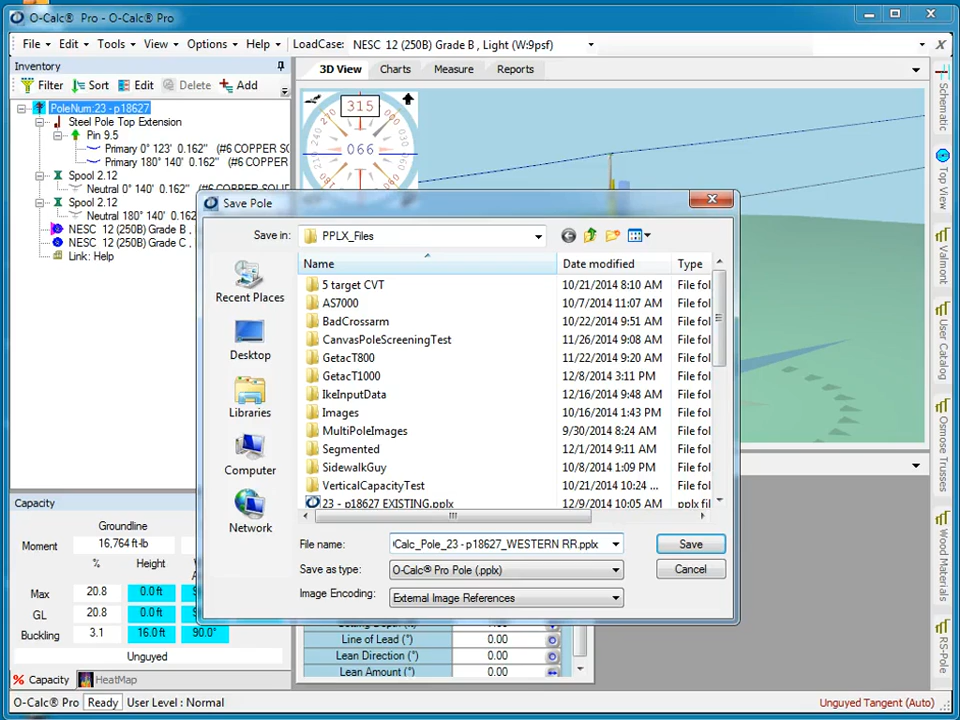 O-Calc® Pro - O-Calc® Pro
File Edit Tools View Options Help LoadCase: NESC 12 (250B) Grade B, Light (W:9psf)
Inventory
3D View Charts Measure Reports
Filter Sort Edit Delete Add
PoleNum:23 - p18627
Steel Pole Top Extension
Pin 9.5
Primary 0° 123' 0.162" (#6 COPPER SO
Primary 180° 140' 0.162" (#6 COPPER
Spool 2.12
Neutral 0° 140' 0.162" (#6 COPPER SOLID
Spool 2.12
Neutral 180° 140' 0.162
NESC 12 (250B) Grade B ,
NESC 12 (250B) Grade C ,
Link: Help
315
066
Schematic
Top View
Valmont
User Catalog
Osmose Trusses
Wood Materials
RS-Pole
Save Pole
Save in: PPLX_Files
Name Date modified Type
5 target CVT 10/21/2014 8:10 AM File fol
AS7000 10/7/2014 11:07 AM File fol
BadCrossarm 10/22/2014 9:51 AM File fol
CanvasPoleScreeningTest 11/26/2014 9:08 AM File fol
GetacT800 11/22/2014 9:20 AM File fol
GetacT1000 12/8/2014 3:11 PM File fol
IkeInputData 12/16/2014 9:48 AM File fol
Images 10/16/2014 1:43 PM File fol
MultiPoleImages 9/30/2014 8:24 AM File fol
Segmented 12/1/2014 9:11 AM File fol
SidewalkGuy 10/8/2014 1:09 PM File fol
VerticalCapacityTest 10/21/2014 10:24 ... File fol
23 - p18627 EXISTING.pplx 12/9/2014 10:05 AM pplx fi
Recent Places
Desktop
Libraries
Computer
Network
File name: Calc_Pole_23 - p18627_WESTERN RR.pplx Save
Save as type: O-Calc® Pro Pole (.pplx) Cancel
Image Encoding: External Image References
Capacity
Groundline
Moment 16,764 ft-lb
% Height
Max 20.8 0.0 ft
GL 20.8 0.0 ft
Buckling 3.1 16.0 ft 90.0°
Unguyed
Capacity HeatMap
Line of Lead (°) 0.00
Lean Direction (°) 0.00
Lean Amount (°) 0.00
O-Calc® Pro Ready User Level : Normal Unguyed Tangent (Auto)